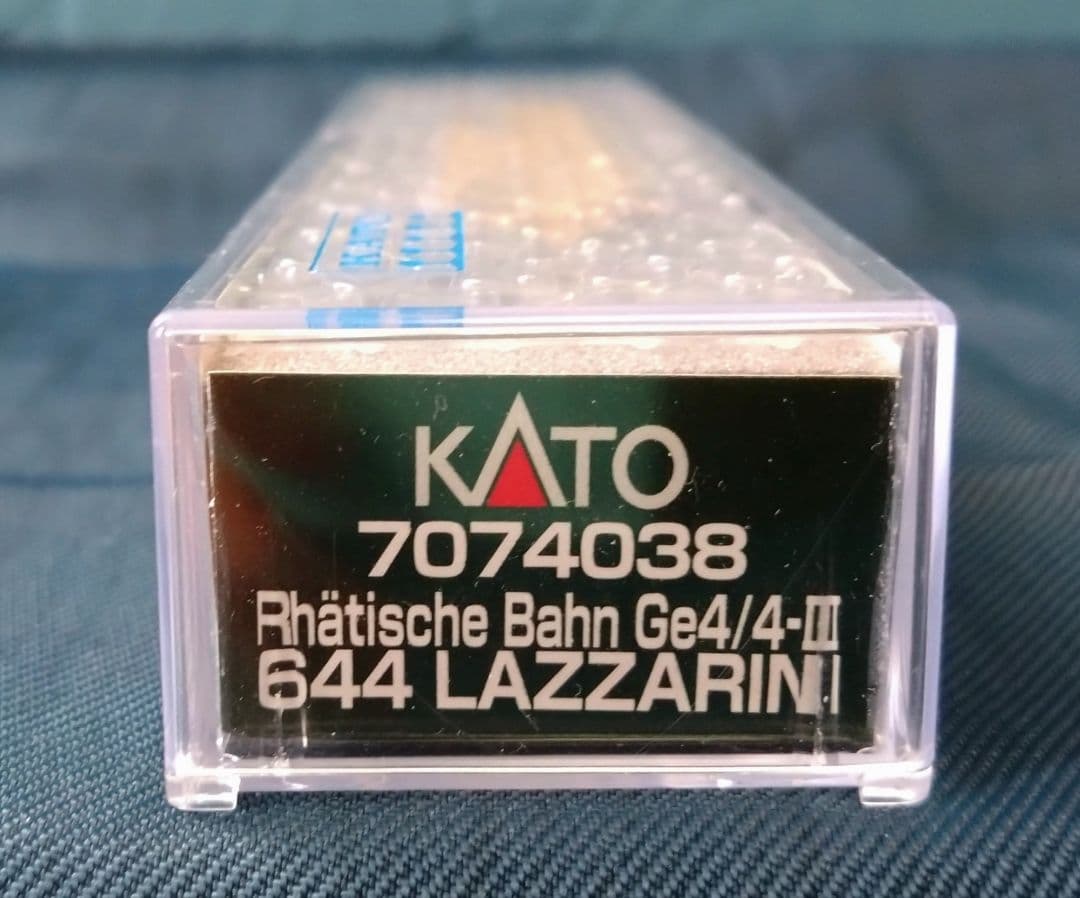 KATO
7074038
Rhätische Bahn Ge4/4-III
644 LAZZARINI